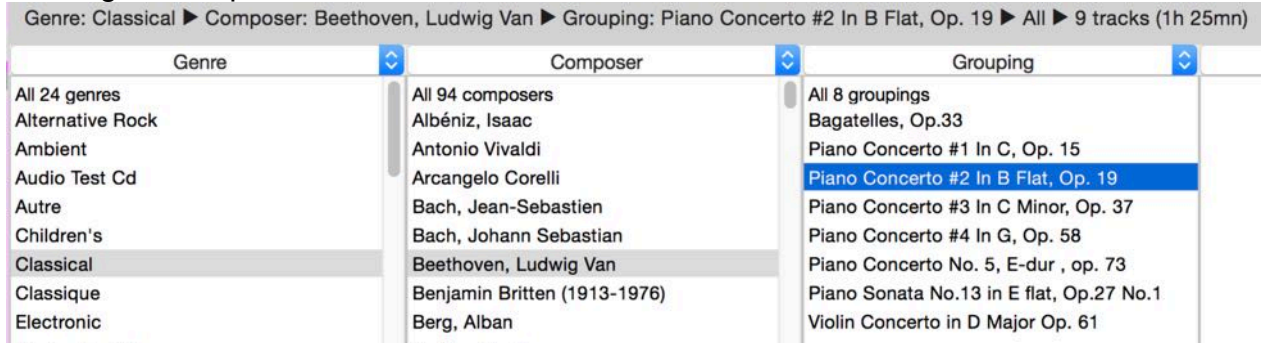 Genre: Classical ▶ Composer: Beethoven, Ludwig Van ▶ Grouping: Piano Concerto #2 In B Flat, Op. 19 ▶ All ▶ 9 tracks (1h 25mn)
Genre Composer Grouping
All 24 genres All 94 composers All 8 groupings
Alternative Rock Albéniz, Isaac Bagatelles, Op.33
Ambient Antonio Vivaldi Piano Concerto #1 In C, Op. 15
Audio Test Cd Arcangelo Corelli Piano Concerto #2 In B Flat, Op. 19
Autre Bach, Jean-Sebastien Piano Concerto #3 In C Minor, Op. 37
Children's Bach, Johann Sebastian Piano Concerto #4 In G, Op. 58
Classical Beethoven, Ludwig Van Piano Concerto No. 5, E-dur , op. 73
Classique Benjamin Britten (1913-1976) Piano Sonata No.13 in E flat, Op.27 No.1
Electronic Berg, Alban Violin Concerto in D Major Op. 61